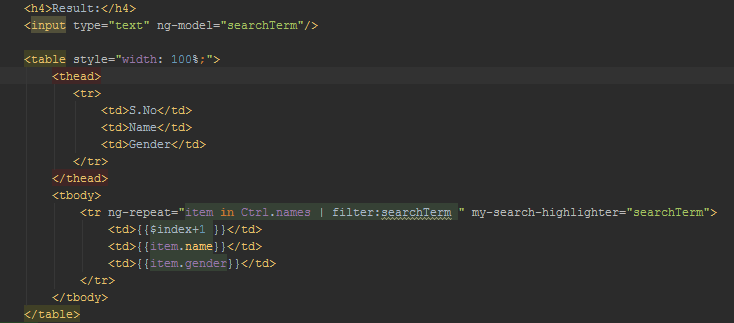 <h4>Result:</h4>
<input type="text" ng-model="searchTerm"/>
<table style="width: 100%;">
<thead>
<tr>
<td>S.No</td>
<td>Name</td>
<td>Gender</td>
</tr>
</thead>
<tbody>
<tr ng-repeat="item in Ctrl.names | filter:searchTerm " my-search-highlighter="searchTerm">
<td>{{$index+1 }}</td>
<td>{{item.name}}</td>
<td>{{item.gender}}</td>
</tr>
</tbody>
</table>